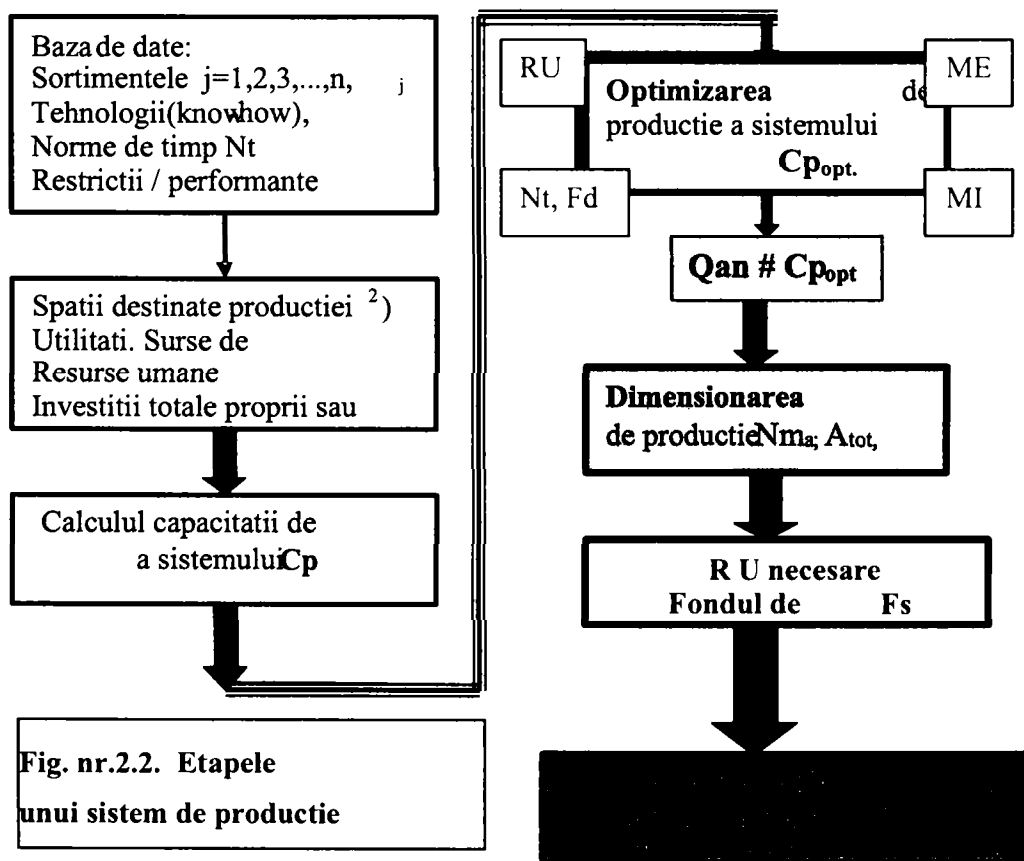 Baza de date:
Sortimentele j=1,2,3,...,n, j
Tehnologii(knowhow),
Norme de timp Nt
Restrictii / performante
Spatii destinate productiei 2)
Utilitati. Surse de
Resurse umane
Investitii totale proprii sau
Calculul capacitatii de
a sistemului Cp
Fig. nr.2.2. Etapele
unui sistem de productie
RU
ME
Optimizarea de
productie a sistemului
Cpopt.
Nt, Fd
MI
Qan # Cpopt
Dimensionarea
de productie Nma; Atot,
R U necesare
Fondul de Fs